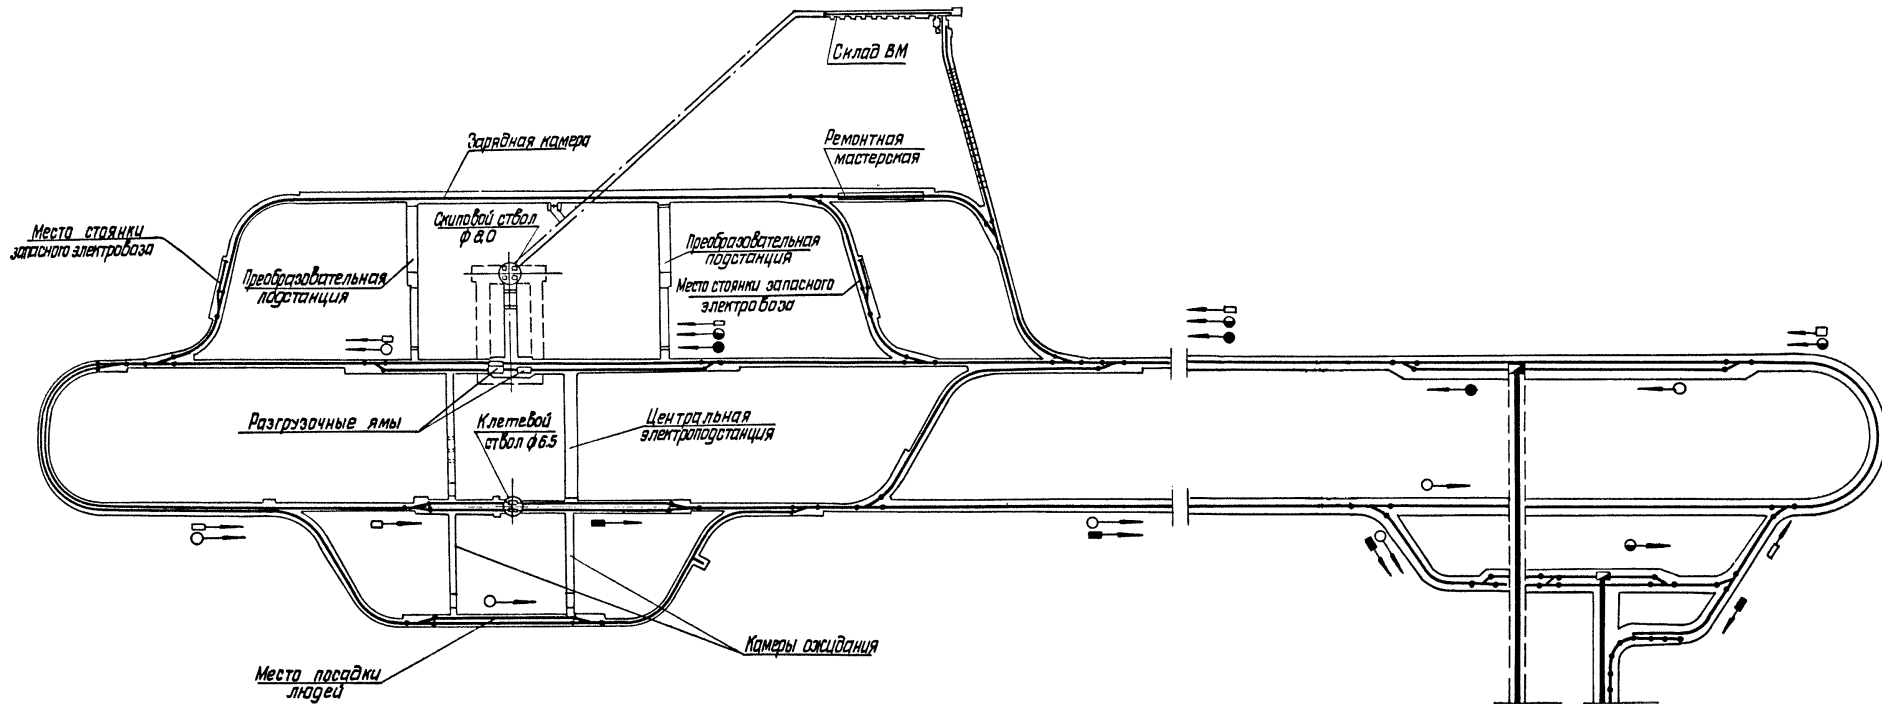 Склад ВМ
Зарядная камера
Ремонтная
мастерская
Скиповой ствол
ф 8,0
Место стоянки
запасного электровоза
Преобразовательная
подстанция
Преобразовательная
подстанция
Место стоянки запасного
электровоза
Разгрузочные ямы
Клетевой
ствол ф 6.5
Центральная
электроподстанция
Камеры ожидания
Место посадки
людей